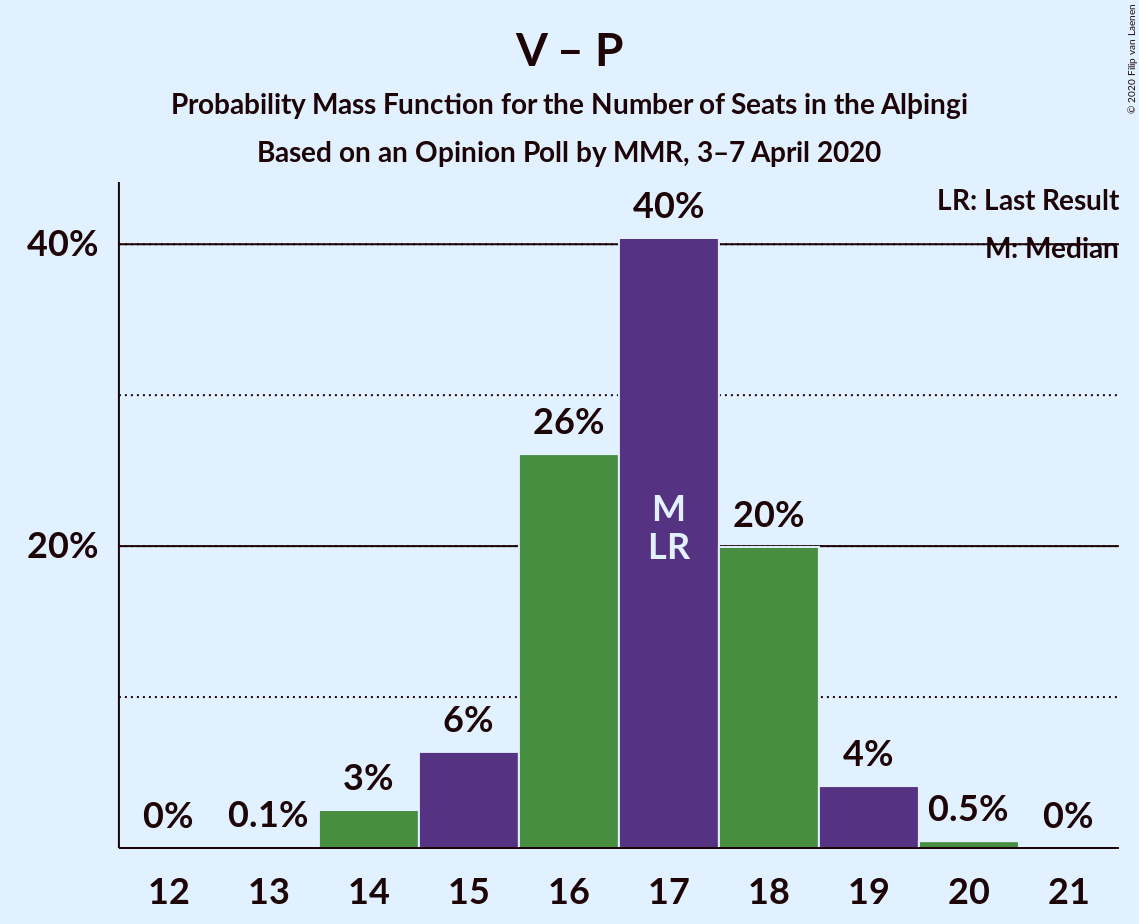 V – P
Probability Mass Function for the Number of Seats in the Alþingi
Based on an Opinion Poll by MMR, 3–7 April 2020
© 2020 Filip van Laenen
LR: Last Result
M: Median
40%
20%
0%
0.1%
3%
6%
26%
40%
20%
4%
0.5%
0%
M
LR
12 13 14 15 16 17 18 19 20 21